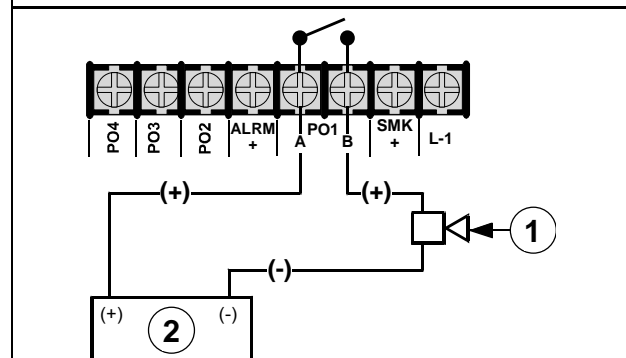 PO4
PO3
PO2
ALRM
+
A
PO1
B
SMK
+
L-1
(+)
(+)
1
(-)
(+)
2
(-)